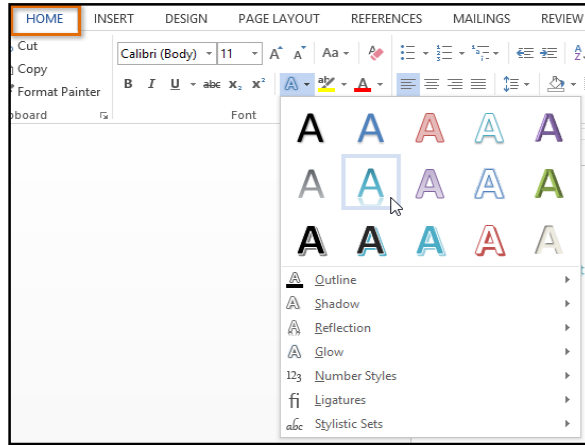 HOME INSERT DESIGN PAGE LAYOUT REFERENCES MAILINGS REVIEW
Cut
Calibri (Body) 11 A A Aa
Copy
Format Painter
B I U abc X₂ X² A ab A
Font
A A A A A
A A A A A
A A A A A
A Outline
A Shadow
A Reflection
A Glow
123 Number Styles
fi Ligatures
abc Stylistic Sets